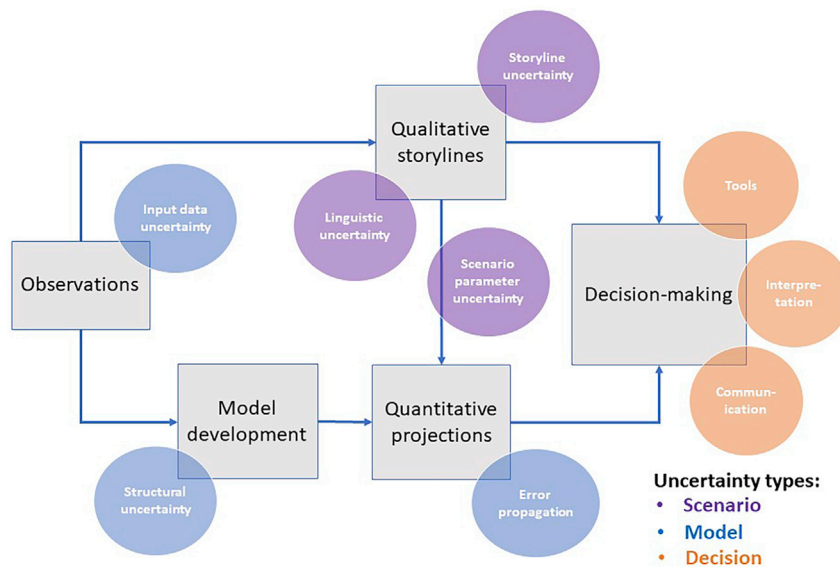 Storyline
uncertainty
Qualitative
storylines
Tools
Input data
uncertainty
Linguistic
uncertainty
Observations
Scenario
parameter
uncertainty
Decision-making
Interpre-
tation
Model
development
Quantitative
projections
Commun-
ication
Structural
uncertainty
Error
propagation
Uncertainty types:
• Scenario
• Model
• Decision